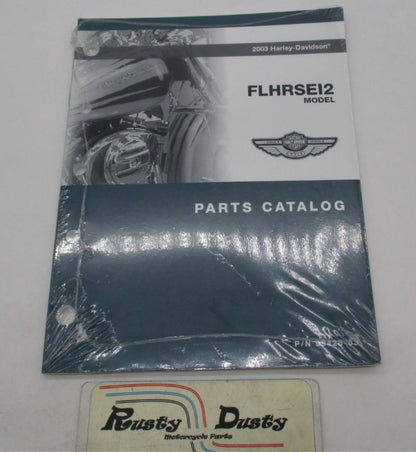 2003 Harley-Davidson®
FLHRSEI2
MODEL
PARTS CATALOG
P/N
Rusty Dusty
Motorcycle Parts